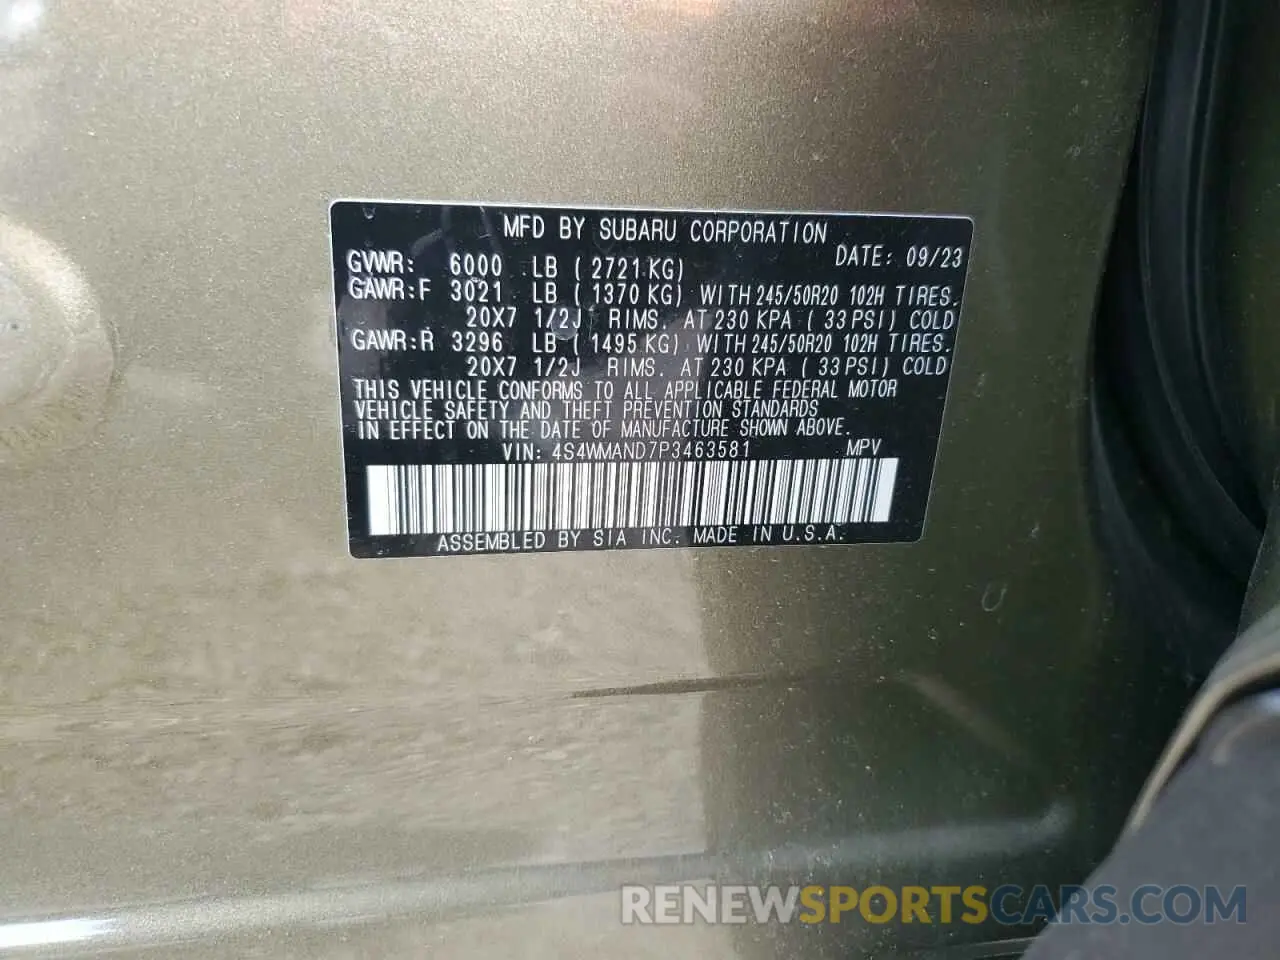 MFD BY SUBARU CORPORATION
DATE: 09/23
GVWR: 6000 LB ( 2721 KG)
GAWR:F 3021 LB ( 1370 KG) WITH 245/50R20 102H TIRES.
20X7 1/2J RIMS. AT 230 KPA ( 33 PSI) COLD
GAWR:R 3296 LB ( 1495 KG) WITH 245/50R20 102H TIRES.
20X7 1/2J RIMS. AT 230 KPA ( 33 PSI) COLD
THIS VEHICLE CONFORMS TO ALL APPLICABLE FEDERAL MOTOR
VEHICLE SAFETY AND THEFT PREVENTION STANDARDS
IN EFFECT ON THE DATE OF MANUFACTURE SHOWN ABOVE.
VIN: 4S4WMAND7P3463581 MPV
ASSEMBLED BY SIA INC. MADE IN U.S.A.
RENEWSPORTSCARS.COM